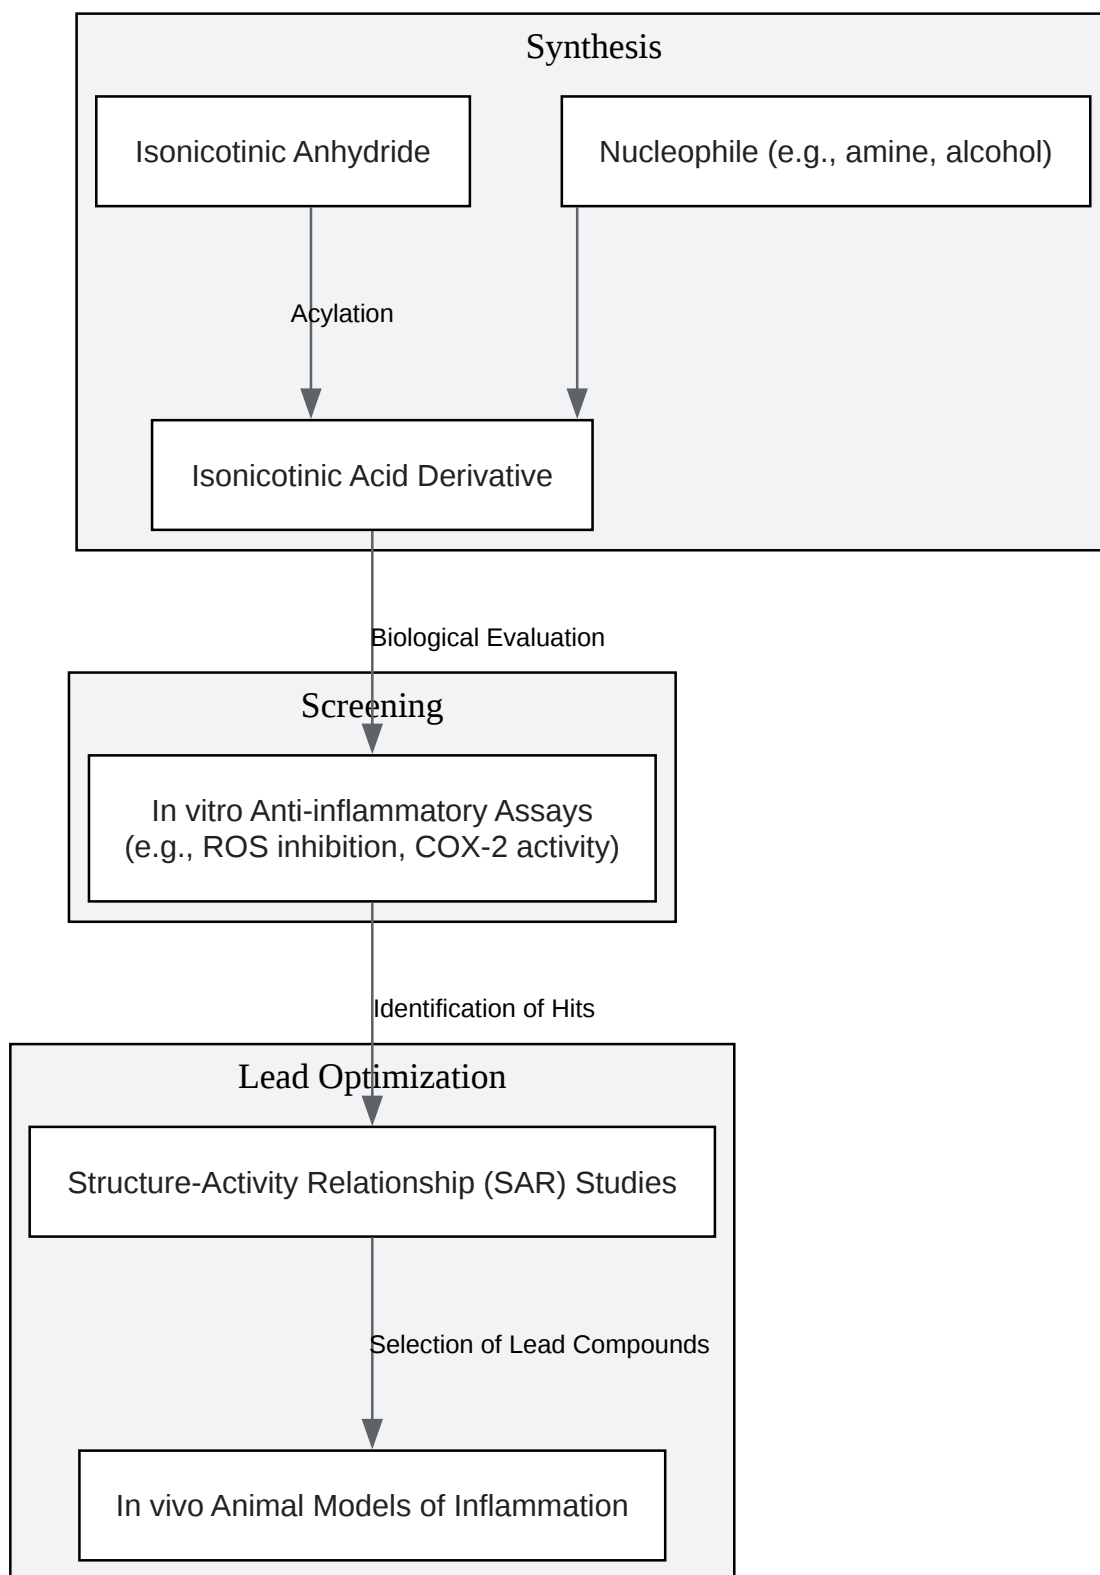 Synthesis
Isonicotinic Anhydride
Nucleophile (e.g., amine, alcohol)
Acylation
Isonicotinic Acid Derivative
Biological Evaluation
Screening
In vitro Anti-inflammatory Assays
(e.g., ROS inhibition, COX-2 activity)
Identification of Hits
Lead Optimization
Structure-Activity Relationship (SAR) Studies
Selection of Lead Compounds
In vivo Animal Models of Inflammation